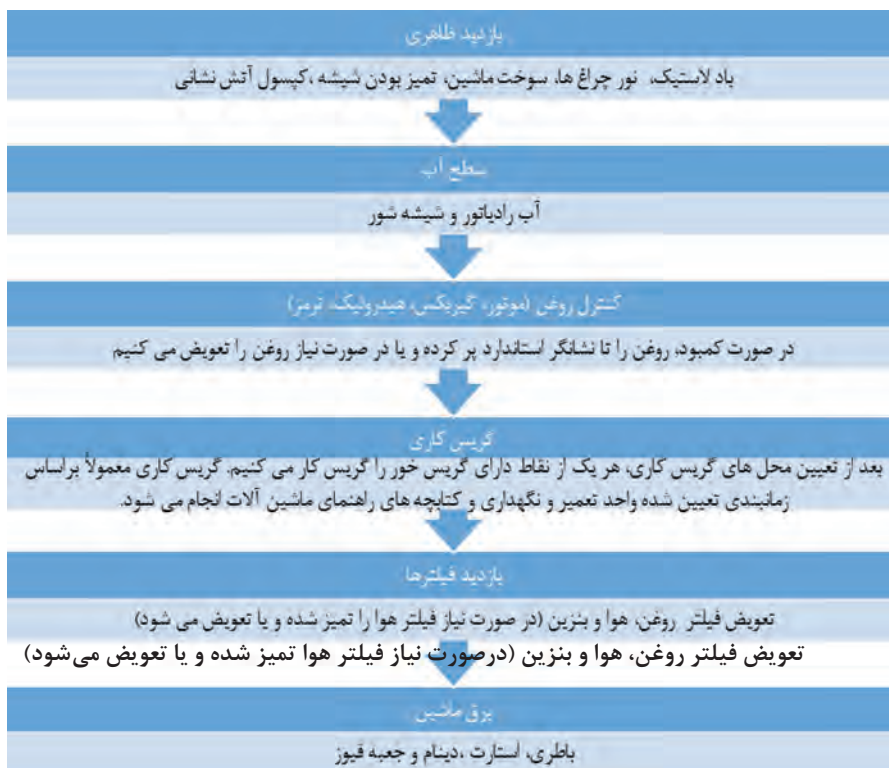 بازدید ظاهری
باد لاستیک، نور چراغ ها، سوخت ماشین، تمیز بودن شیشه ،کپسول آتش نشانی
سطح آب
آب رادیاتور و شیشه شور
کنترل روغن (موتور، گیربکس، هیدرولیک، ترمز)
در صورت کمبود، روغن را تا نشانگر استاندارد پر کرده و یا در صورت نیاز روغن را تعویض می کنیم
گریس کاری
بعد از تعیین محل های گریس کاری، هر یک از نقاط دارای گریس خور را گریس کار می کنیم. گریس کاری معمولاً براساس
زمانبندی تعیین شده واحد تعمیر و نگهداری و کتابچه های راهنمای ماشین آلات انجام می شود.
بازدید فیلترها
تعویض فیلتر روغن، هوا و بنزین (در صورت نیاز فیلتر هوا را تمیز شده و یا تعویض می شود)
تعویض فیلتر روغن، هوا و بنزین (درصورت نیاز فیلتر هوا تمیز شده و یا تعویض می‌شود)
برق ماشین
باطری، استارت ،دینام و جعبه فیوز